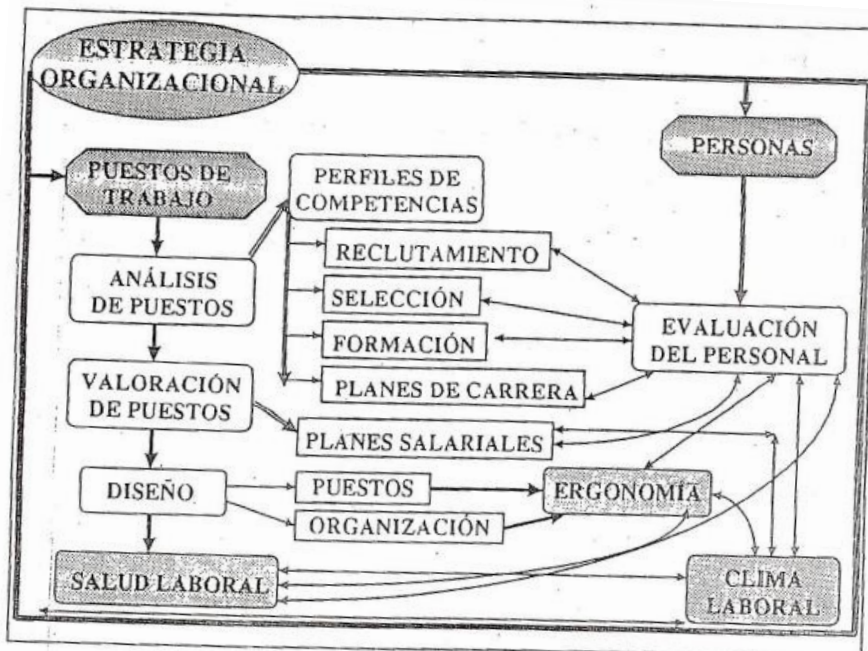 ESTRATEGIA
ORGANIZACIONAL
PERSONAS
PUESTOS DE
TRABAJO
PERFILES DE
COMPETENCIAS
RECLUTAMIENTO
ANÁLISIS
DE PUESTOS
SELECCIÓN
FORMACIÓN
EVALUACIÓN
DEL PERSONAL
VALORACIÓN
DE PUESTOS
PLANES DE CARRERA
PLANES SALARIALES
DISEÑO
PUESTOS
ORGANIZACIÓN
ERGONOMÍA
SALUD LABORAL
CLIMA
LABORAL